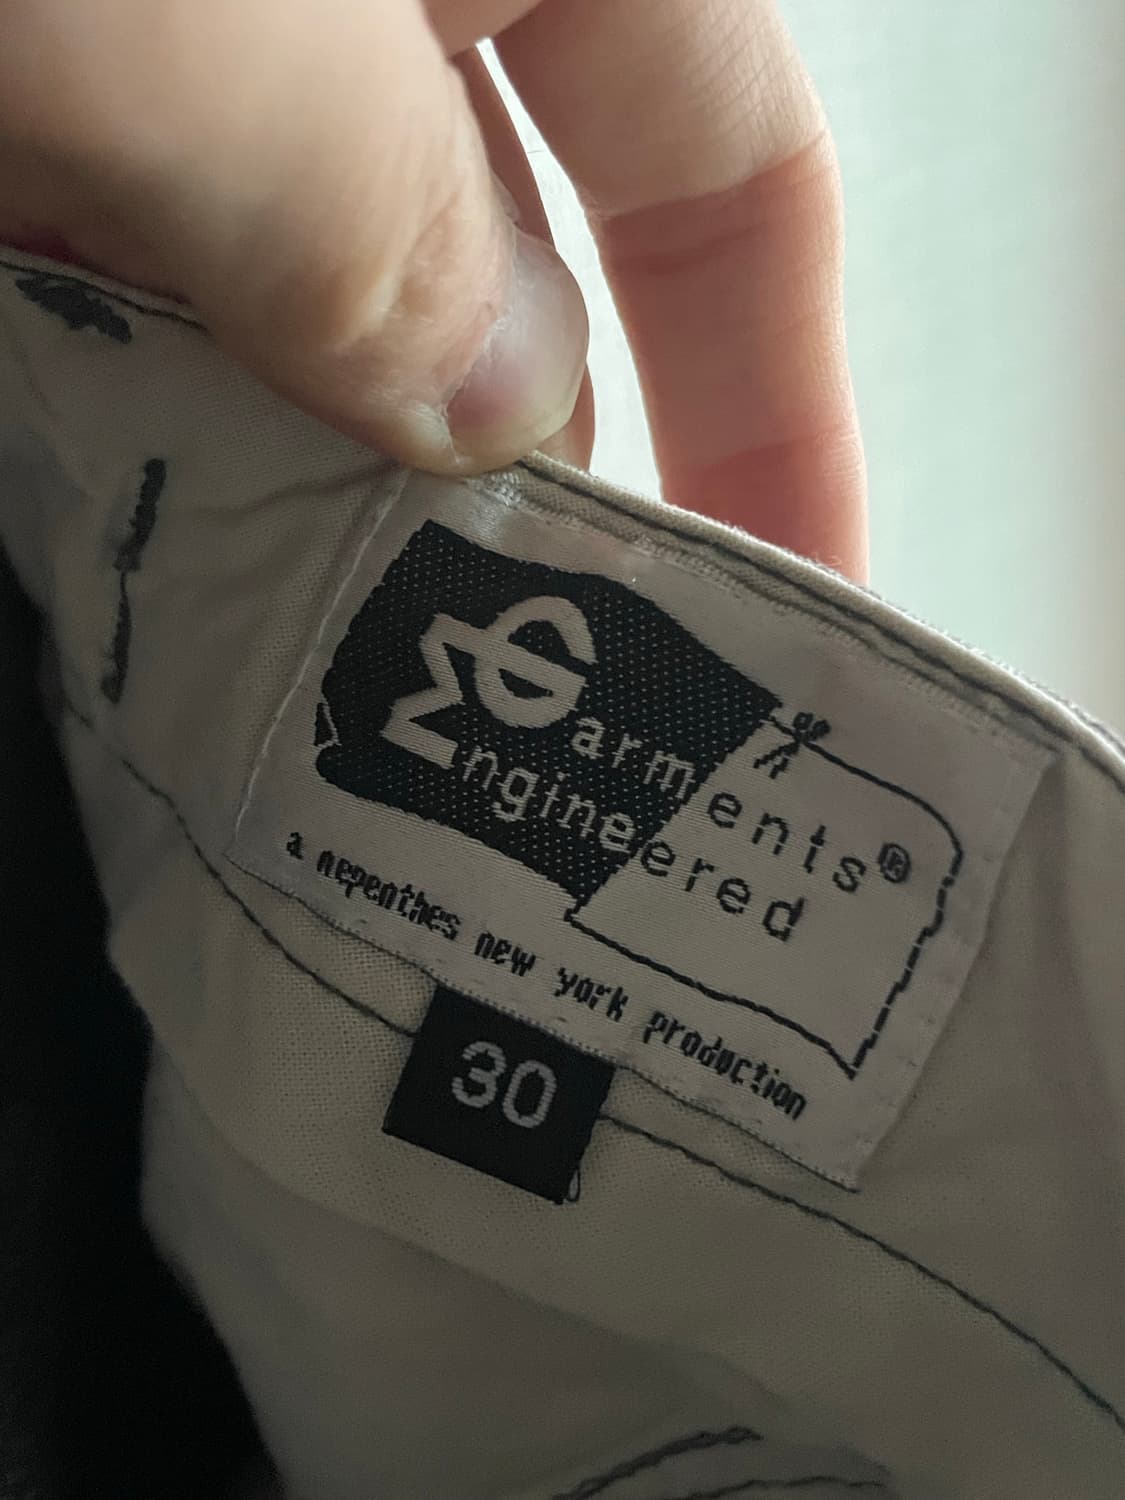 Garments®
Engineered
a nepenthes new york production
30